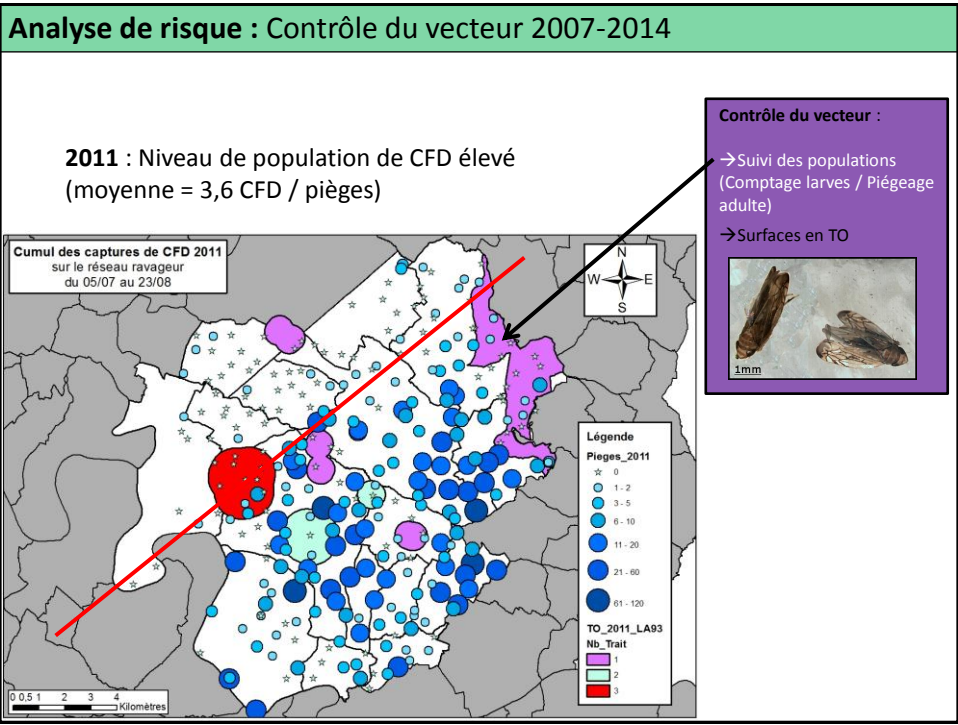 Analyse de risque : Contrôle du vecteur 2007-2014
2011 : Niveau de population de CFD élevé
(moyenne = 3,6 CFD / pièges)
Contrôle du vecteur :
→Suivi des populations
(Comptage larves / Piégeage
adulte)
→Surfaces en TO
1mm
Cumul des captures de CFD 2011
sur le réseau ravageur
du 05/07 au 23/08
N
W E
S
Légende
Pieges_2011
0
1 - 2
3 - 5
6 - 10
11 - 20
21 - 60
61 - 120
TO_2011_LA93
Nb_Trait
1
2
3
0 0,5 1 2 3 4
Kilomètres